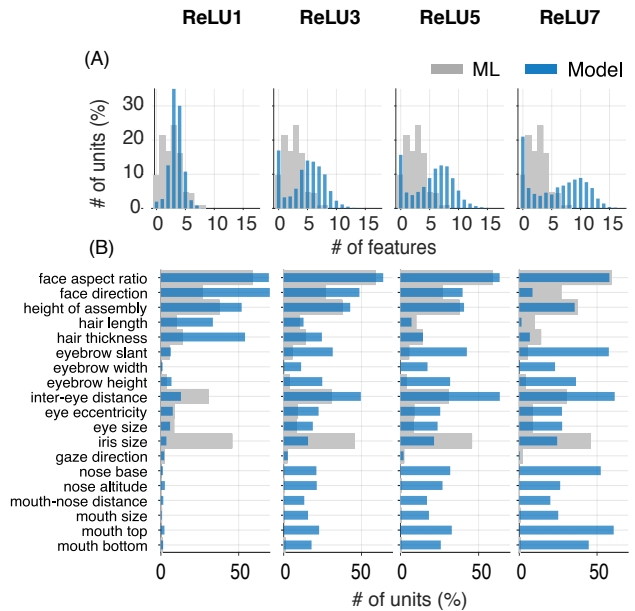 ReLU1 ReLU3 ReLU5 ReLU7
(A)
ML Model
# of units (%)
30
20
10
0
0 5 10 15 0 5 10 15 0 5 10 15 0 5 10 15
# of features
(B)
face aspect ratio
face direction
height of assembly
hair length
hair thickness
eyebrow slant
eyebrow width
eyebrow height
inter-eye distance
eye eccentricity
eye size
iris size
gaze direction
nose base
nose altitude
mouth-nose distance
mouth size
mouth top
mouth bottom
0 50 0 50 0 50 0 50
# of units (%)